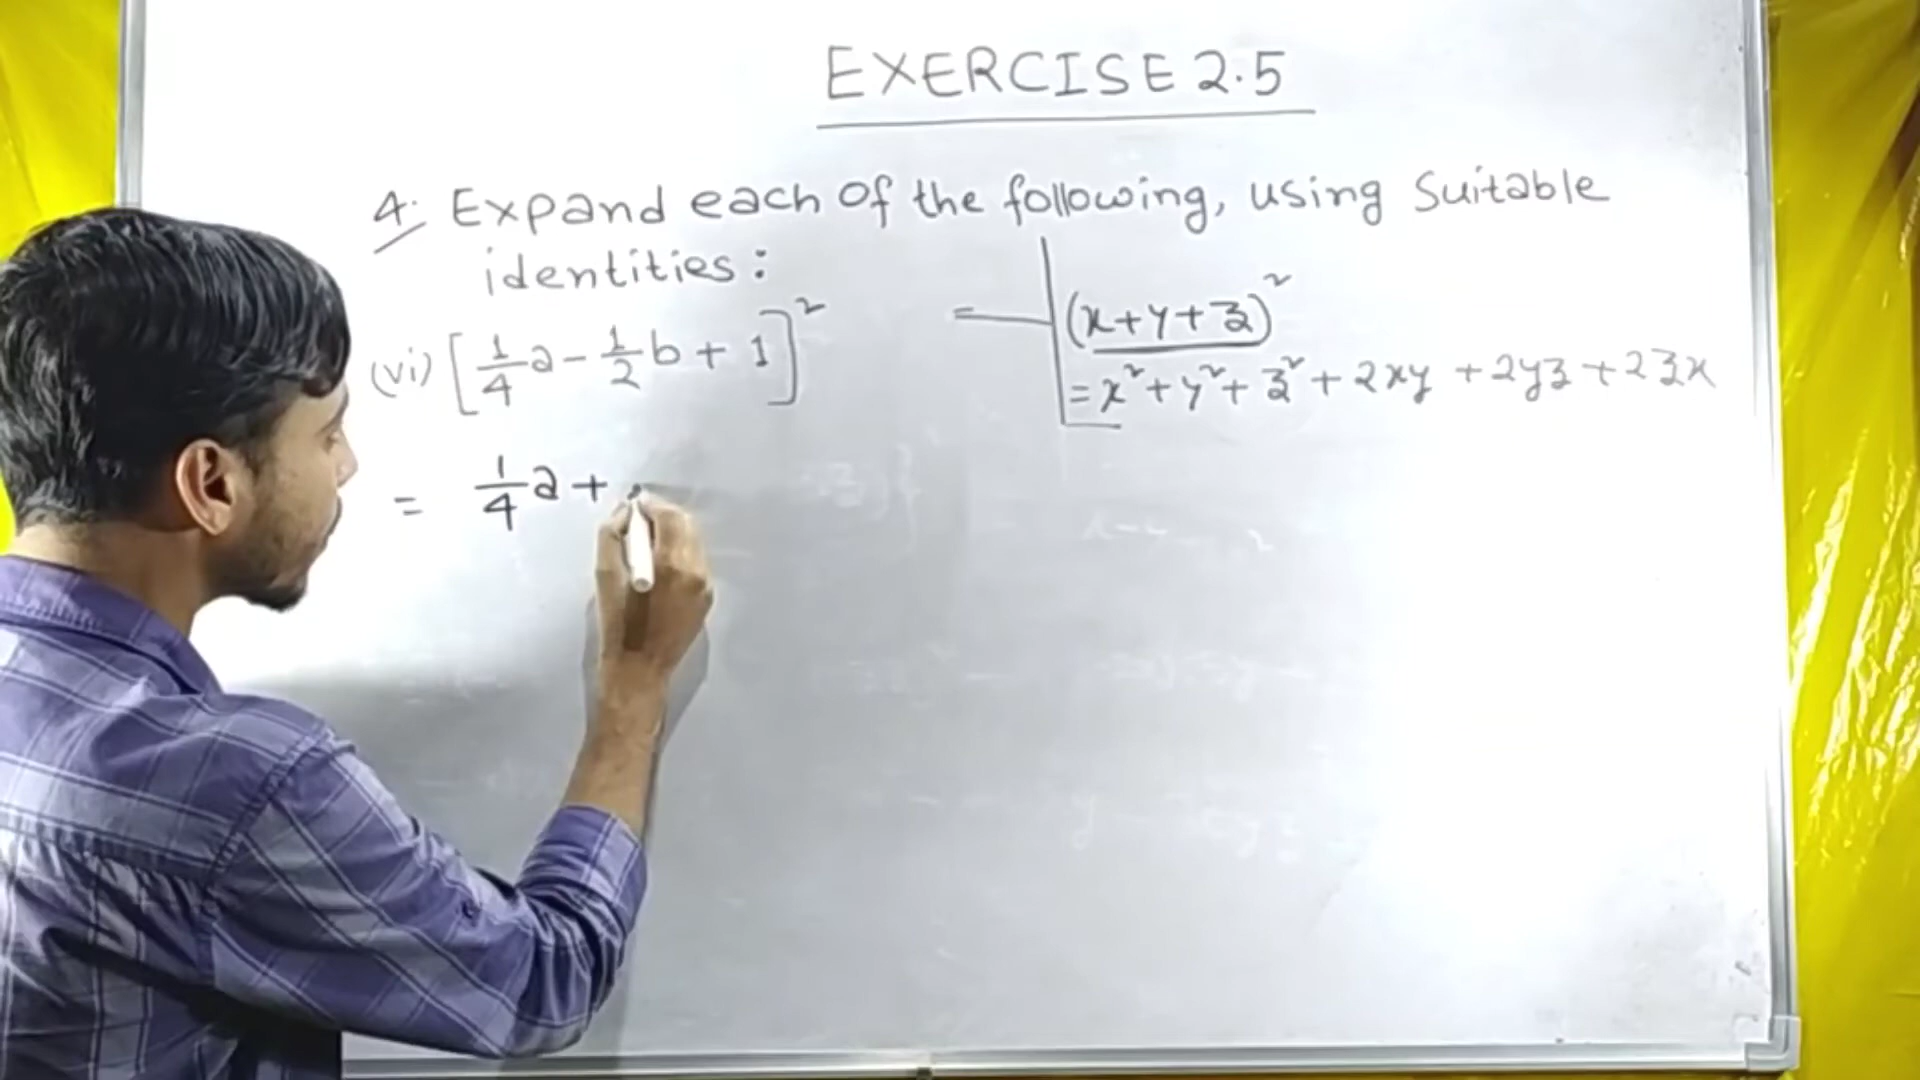 EXERCISE 2.5
4. Expand each of the following, using Suitable
identities:
(vi) [1/4 a - 1/2 b + 1]²
(x+y+z)²
= x² + y² + z² + 2xy + 2yz + 2zx
= 1/4 a +